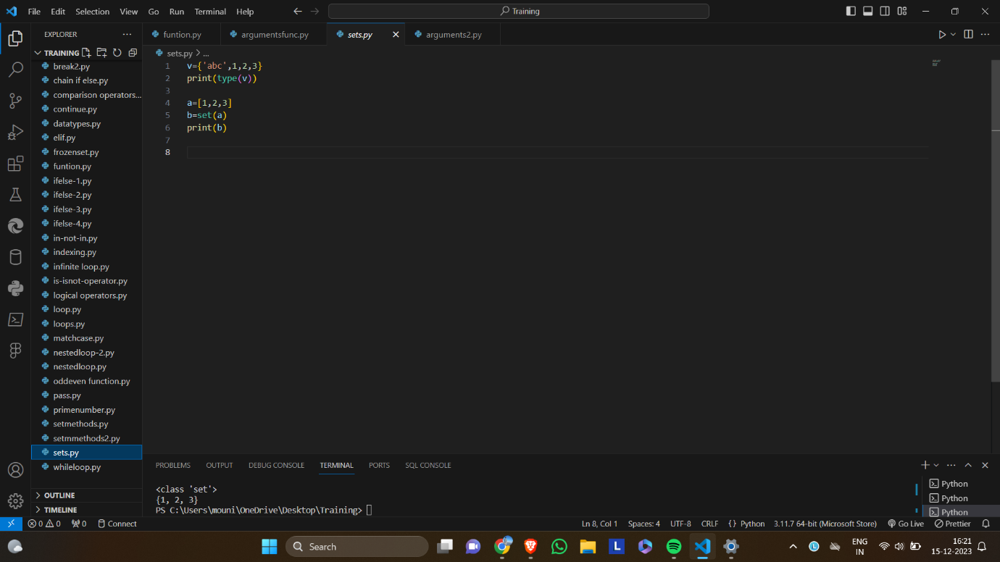 File Edit Selection View Go Run Terminal Help
Training
EXPLORER
TRAINING
break2.py
chain if else.py
comparison operators...
continue.py
datatypes.py
elif.py
frozenset.py
funtion.py
ifelse-1.py
ifelse-2.py
ifelse-3.py
ifelse-4.py
in-not-in.py
indexing.py
infinite loop.py
is-isnot-operator.py
logical operators.py
loop.py
loops.py
matchcase.py
nestedloop-2.py
nestedloop.py
oddeven function.py
pass.py
primenumber.py
setmethods.py
setmmethods2.py
sets.py
whileloop.py
OUTLINE
TIMELINE
funtion.py argumentsfunc.py sets.py arguments2.py
sets.py > ...
1 v={'abc',1,2,3}
2 print(type(v))
3
4 a=[1,2,3]
5 b=set(a)
6 print(b)
7
8
PROBLEMS OUTPUT DEBUG CONSOLE TERMINAL PORTS SQL CONSOLE
<class 'set'>
{1, 2, 3}
PS C:\Users\mouni\OneDrive\Desktop\Training>
Python
Python
Python
0 0 0 Connect Ln 8, Col 1 Spaces: 4 UTF-8 CRLF {} Python 3.11.7 64-bit (Microsoft Store) Go Live Prettier
Search
L
L
ENG
IN
16:21
15-12-2023